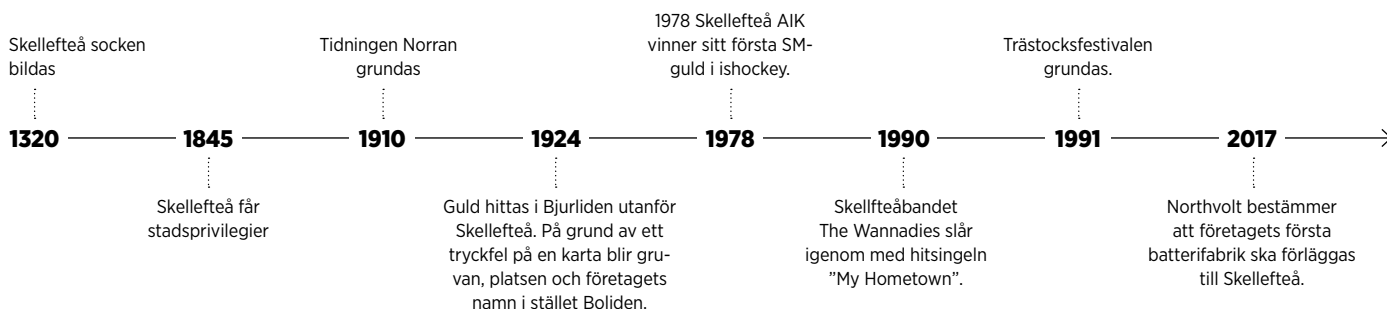 Skellefteå socken
bildas
Tidningen Norran
grundas
1978 Skellefteå AIK
vinner sitt första SM-
guld i ishockey.
Trästocksfestivalen
grundas.
1320
1845
1910
1924
1978
1990
1991
2017
Skellefteå får
stadsprivilegier
Guld hittas i Bjurliden utanför
Skellefteå. På grund av ett
tryckfel på en karta blir gru-
van, platsen och företagets
namn i stället Boliden.
Skellfteåbandet
The Wannadies slår
igenom med hitsingeln
”My Hometown”.
Northvolt bestämmer
att företagets första
batterifabrik ska förläggas
till Skellefteå.